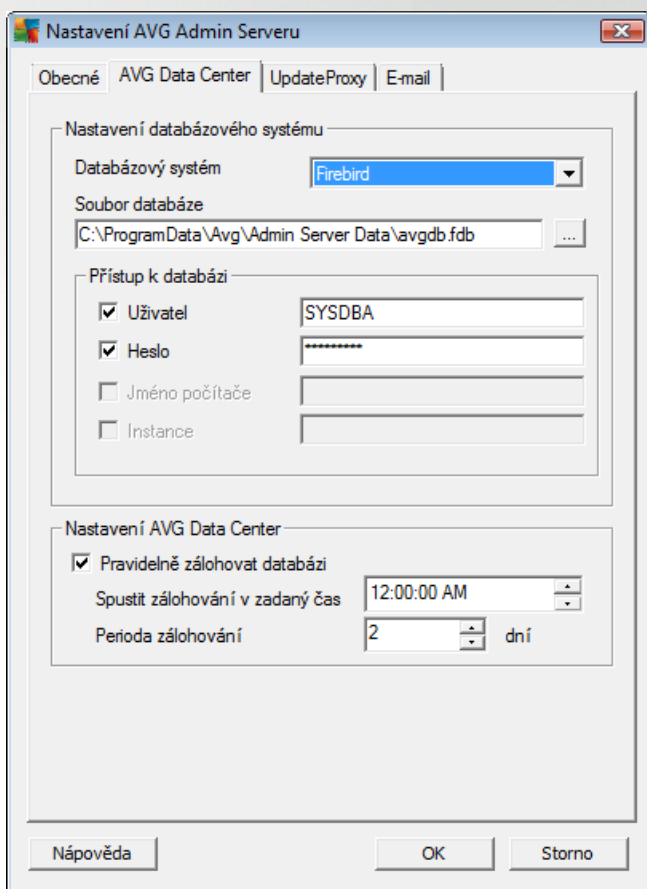 Nastavení AVG Admin Serveru
Obecné AVG Data Center UpdateProxy E-mail
Nastavení databázového systému
Databázový systém Firebird
Soubor databáze
C:\ProgramData\Avg\Admin Server Data\avgdb.fdb ...
Přístup k databázi
Uživatel SYSDBA
Heslo *********
Jméno počítače
Instance
Nastavení AVG Data Center
Pravidelně zálohovat databázi
Spustit zálohování v zadaný čas 12:00:00 AM
Perioda zálohování 2 dní
Nápověda OK Storno